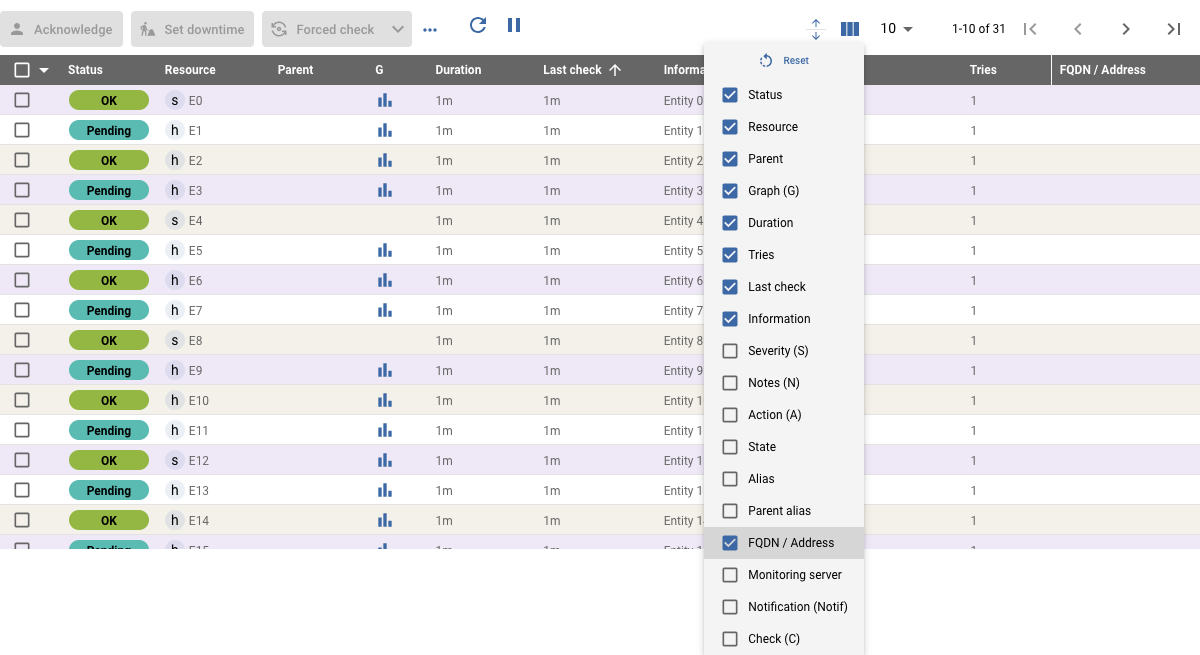 Acknowledge Set downtime Forced check 10 1-10 of 31
Status Resource Parent G Duration Last check Informa Tries FQDN / Address
OK s E0 1m 1m Entity 0 1
Pending h E1 1m 1m Entity 1 1
OK h E2 1m 1m Entity 2 1
Pending h E3 1m 1m Entity 3 1
OK s E4 1m 1m Entity 4 1
Pending h E5 1m 1m Entity 5 1
OK h E6 1m 1m Entity 6 1
Pending h E7 1m 1m Entity 7 1
OK s E8 1m 1m Entity 8 1
Pending h E9 1m 1m Entity 9 1
OK h E10 1m 1m Entity 1 1
Pending h E11 1m 1m Entity 1 1
OK s E12 1m 1m Entity 1 1
Pending h E13 1m 1m Entity 1 1
OK h E14 1m 1m Entity 1 1
Pending h E15 1m 1m Entity 1 1
Reset
Status
Resource
Parent
Graph (G)
Duration
Tries
Last check
Information
Severity (S)
Notes (N)
Action (A)
State
Alias
Parent alias
FQDN / Address
Monitoring server
Notification (Notif)
Check (C)